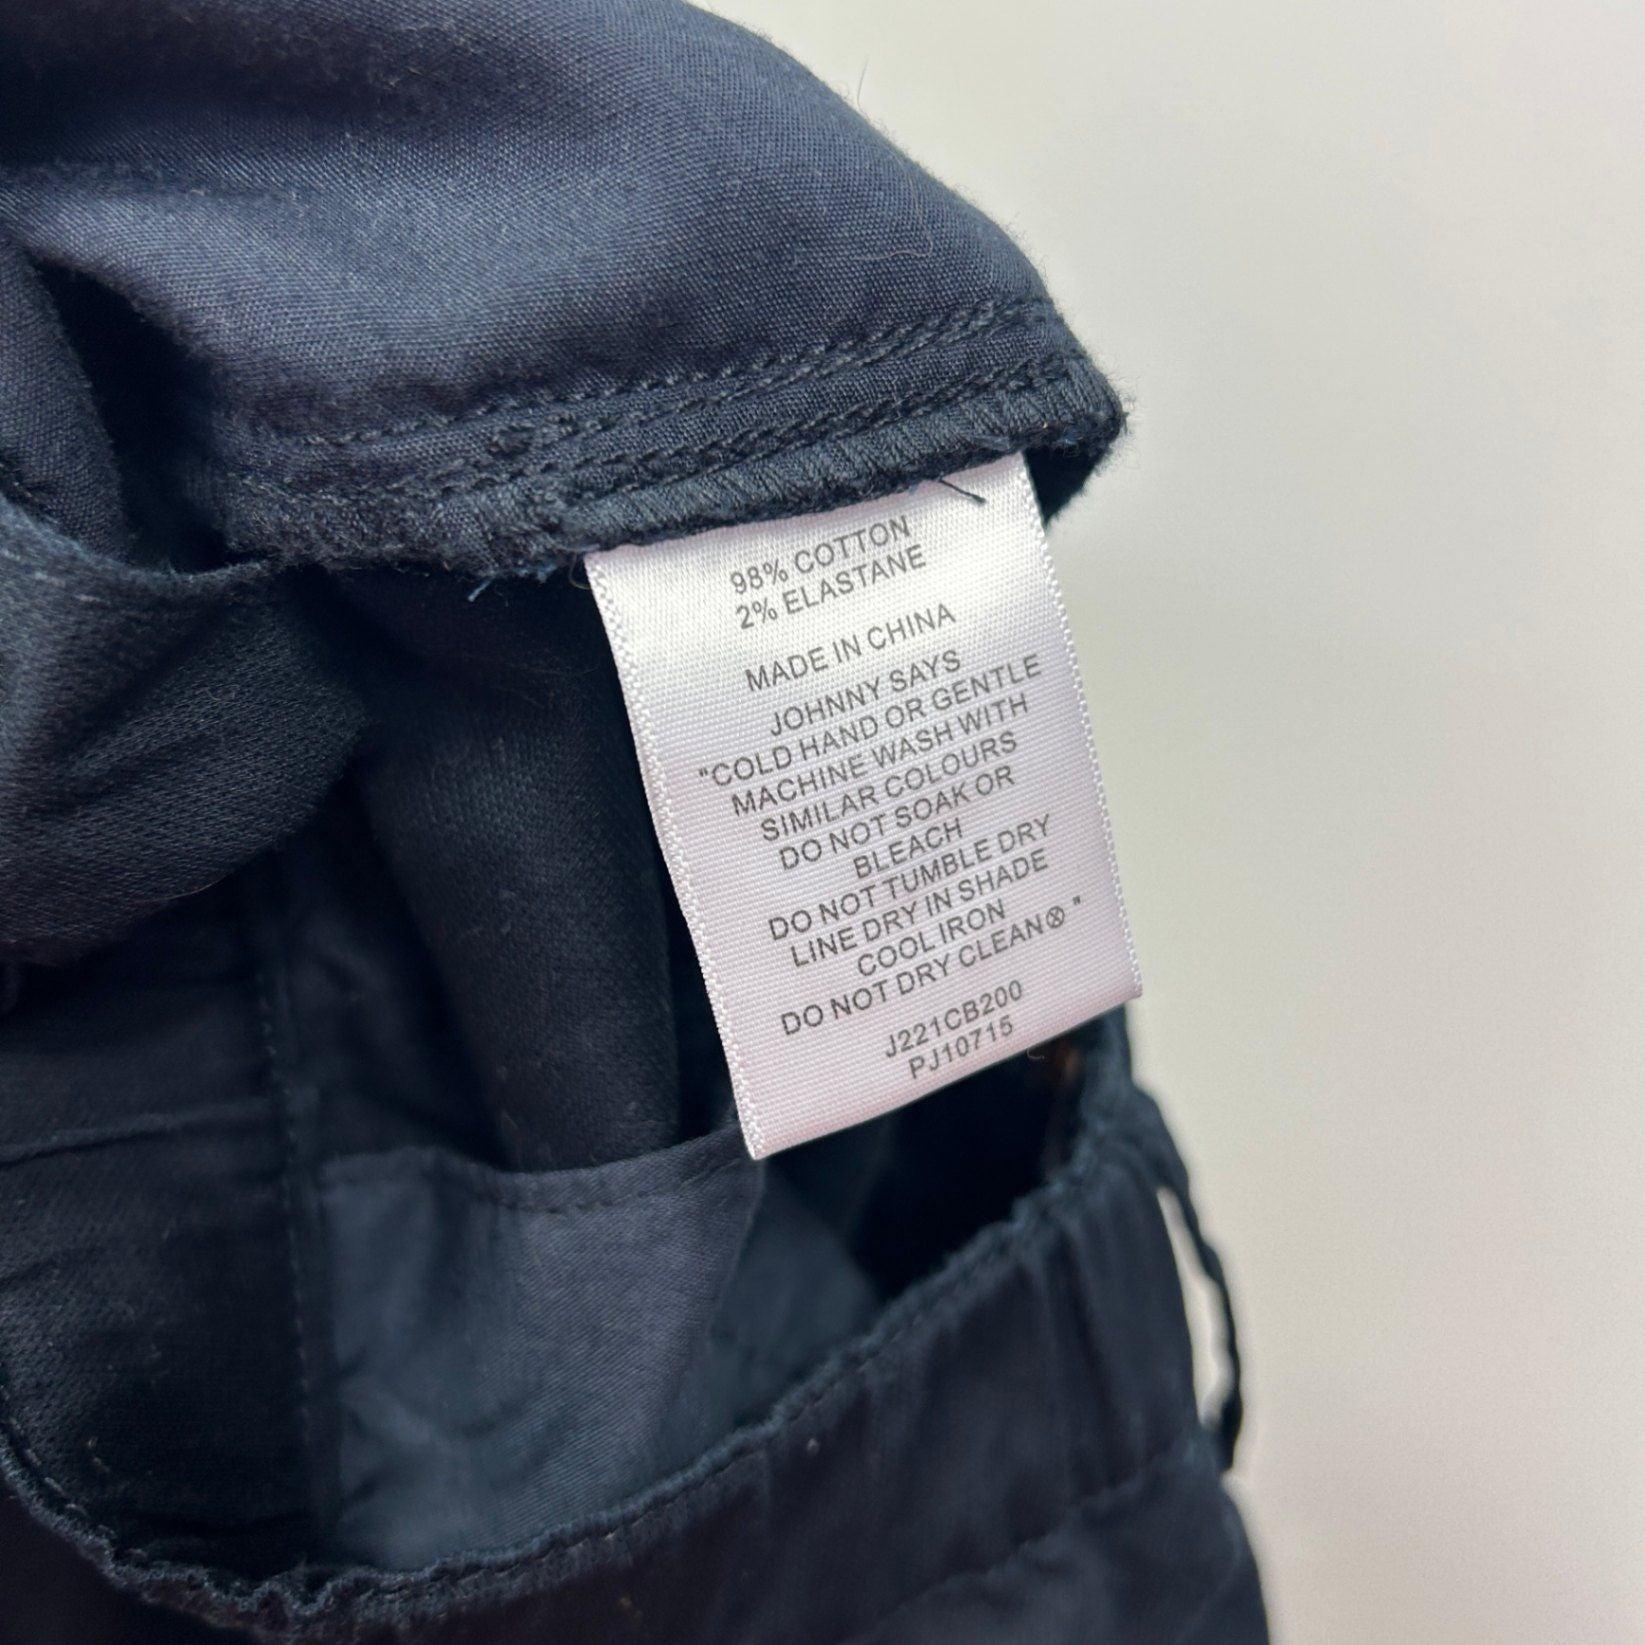 98% COTTON
2% ELASTANE
MADE IN CHINA
JOHNNY SAYS
"COLD HAND OR GENTLE
MACHINE WASH WITH
SIMILAR COLOURS
DO NOT SOAK OR
BLEACH
DO NOT TUMBLE DRY
LINE DRY IN SHADE
COOL IRON
DO NOT DRY CLEANⓍ"
J221CB200
PJ10715